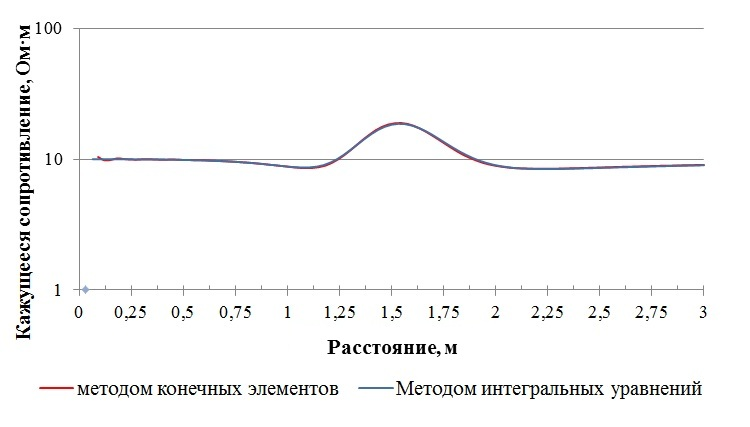 100
10
1
Кажущееся сопротивление, Ом·м
0 0,25 0,5 0,75 1 1,25 1,5 1,75 2 2,25 2,5 2,75 3
Расстояние, м
методом конечных элементов Методом интегральных уравнений